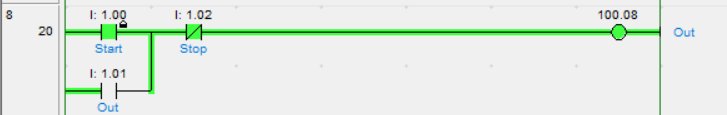 8
I: 1.00 I: 1.02 100.08
20 Out
Start Stop
I: 1.01
Out